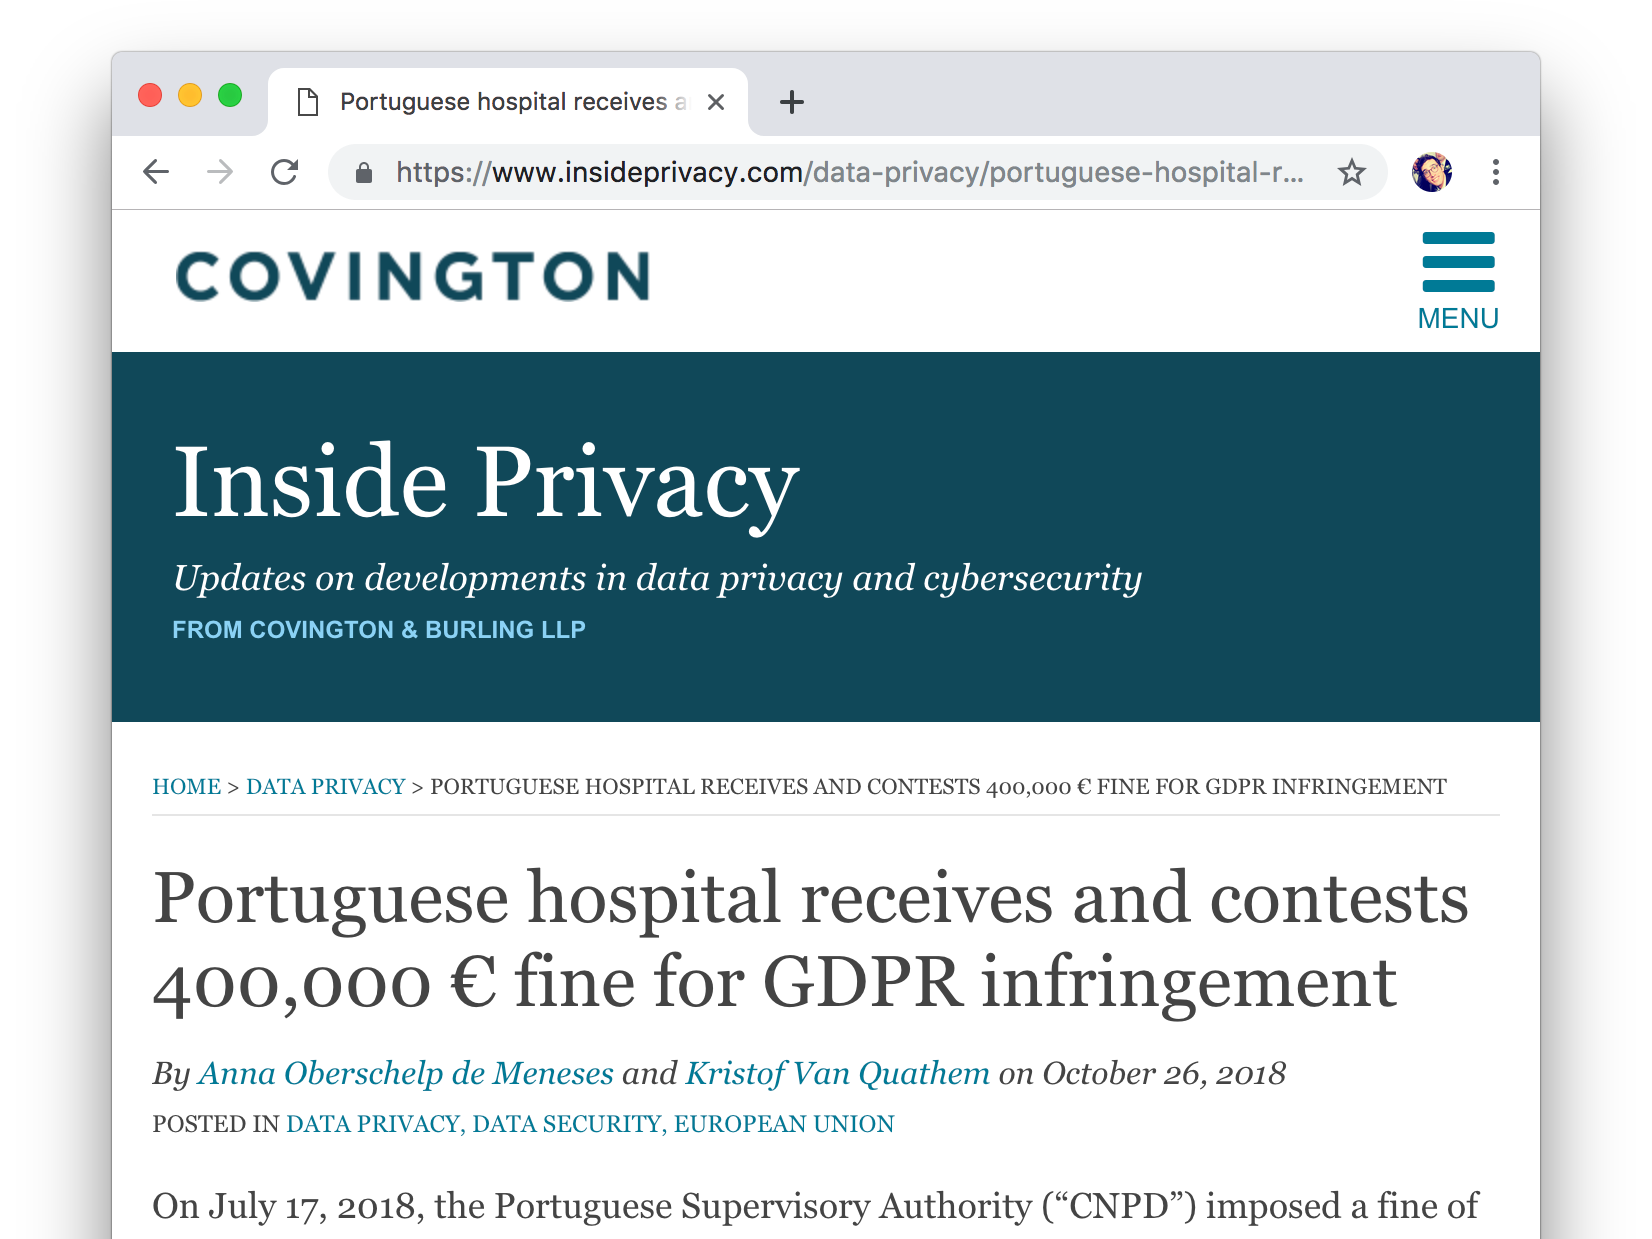 Portuguese hospital receives a
https://www.insideprivacy.com/data-privacy/portuguese-hospital-r...
COVINGTON
MENU
Inside Privacy
Updates on developments in data privacy and cybersecurity
FROM COVINGTON & BURLING LLP
HOME > DATA PRIVACY > PORTUGUESE HOSPITAL RECEIVES AND CONTESTS 400,000 € FINE FOR GDPR INFRINGEMENT
Portuguese hospital receives and contests
400,000 € fine for GDPR infringement
By Anna Oberschelp de Meneses and Kristof Van Quathem on October 26, 2018
POSTED IN DATA PRIVACY, DATA SECURITY, EUROPEAN UNION
On July 17, 2018, the Portuguese Supervisory Authority (“CNPD”) imposed a fine of